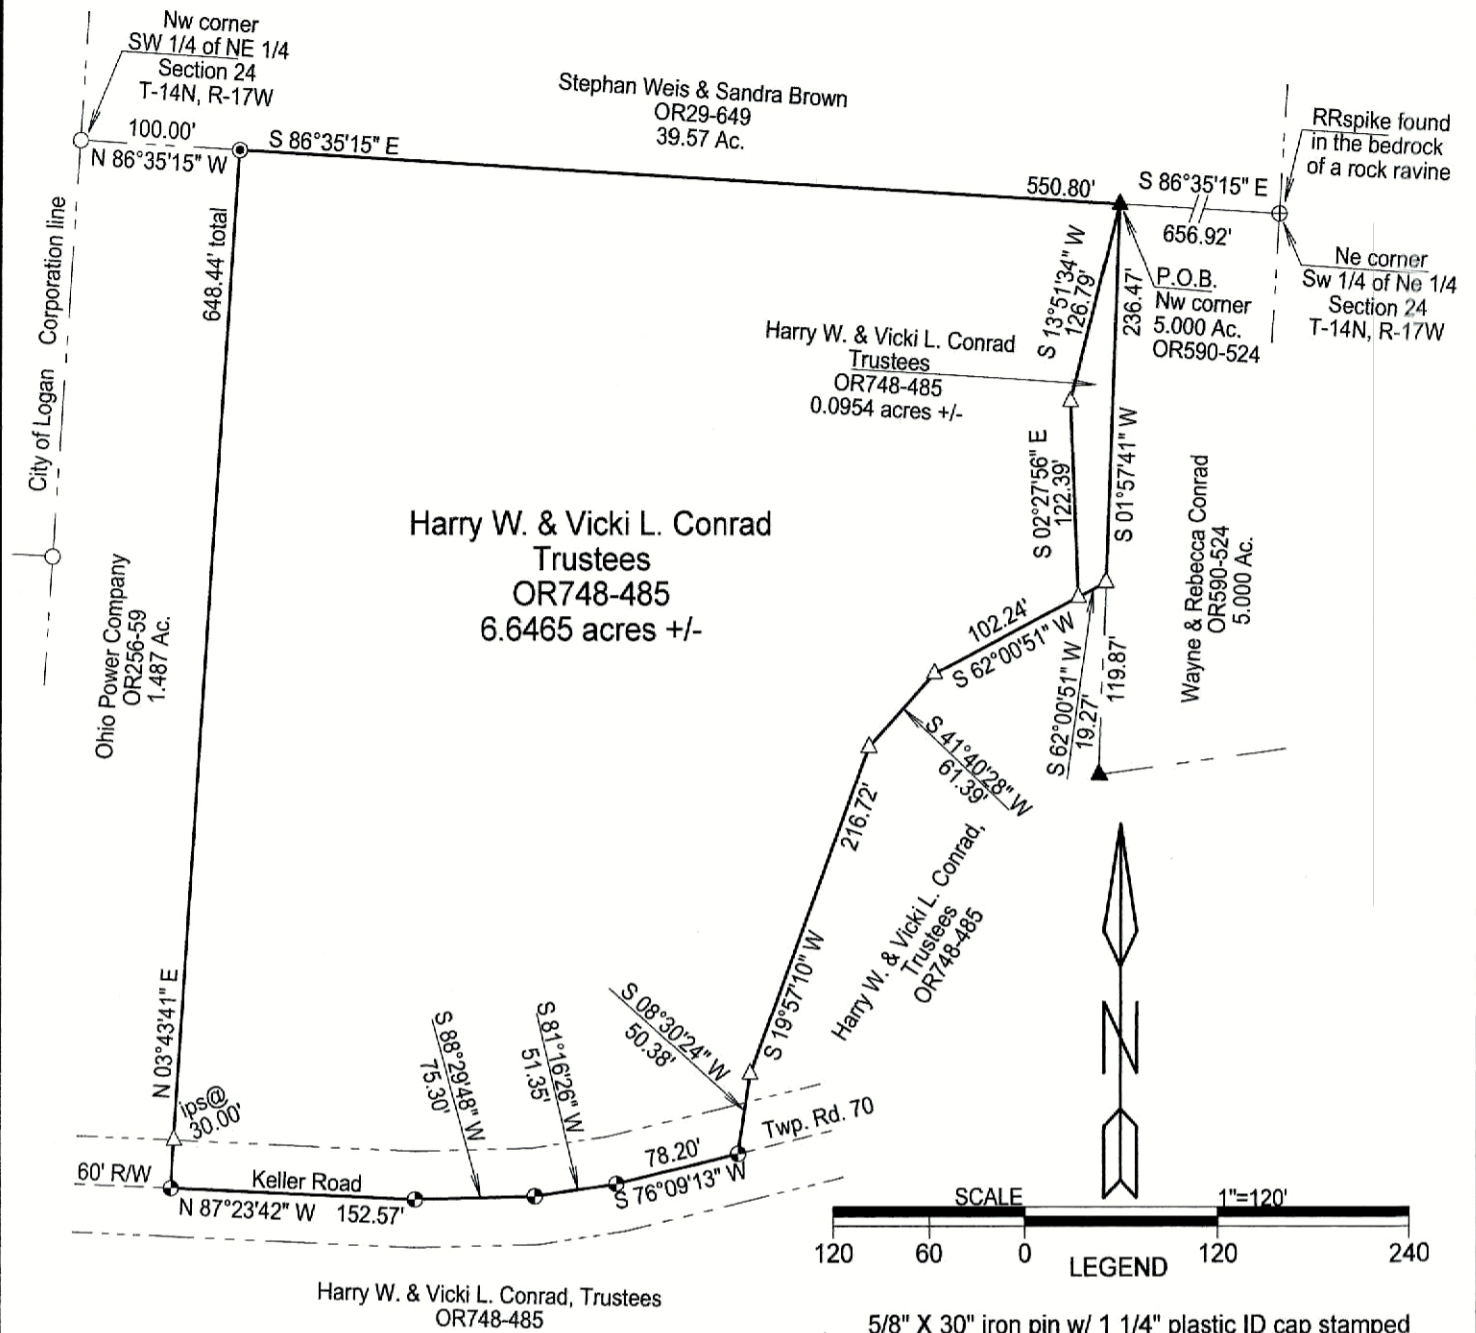 Nw corner
SW 1/4 of NE 1/4
Section 24
T-14N, R-17W
100.00'
N 86°35'15" W
S 86°35'15" E
Stephan Weis & Sandra Brown
OR29-649
39.57 Ac.
550.80'
S 86°35'15" E
656.92'
RRspike found
in the bedrock
of a rock ravine
Ne corner
Sw 1/4 of Ne 1/4
Section 24
T-14N, R-17W
P.O.B.
Nw corner
5.000 Ac.
OR590-524
City of Logan Corporation line
648.44' total
S 13°51'34" W
126.79'
236.47'
Harry W. & Vicki L. Conrad
Trustees
OR748-485
0.0954 acres +/-
S 02°27'56" E
122.39'
S 01°57'41" W
Harry W. & Vicki L. Conrad
Trustees
OR748-485
6.6465 acres +/-
Wayne & Rebecca Conrad
OR590-524
5.000 Ac.
Ohio Power Company
OR256-59
1.487 Ac.
102.24'
S 62°00'51" W
S 62°00'51" W
19.27'
119.87'
S 41°40'28" W
61.39'
216.72'
S 19°57'10" W
Harry W. & Vicki L. Conrad,
Trustees
OR748-485
N 03°43'41" E
ips@
30.00'
S 88°29'48" W
75.30'
S 81°16'26" W
51.35'
S 08°30'24" W
50.38'
Twp. Rd. 70
78.20'
S 76°09'13" W
60' R/W
Keller Road
N 87°23'42" W 152.57'
N
SCALE 1"=120'
120 60 0 120 240
LEGEND
Harry W. & Vicki L. Conrad, Trustees
OR748-485
5/8" X 30" iron pin w/ 1 1/4" plastic ID cap stamped